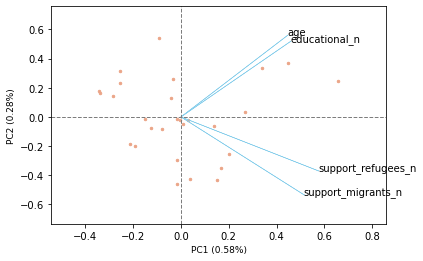 0.6
0.4
0.2
0.0
−0.2
−0.4
−0.6
PC2 (0.28%)
age
educational_n
support_refugees_n
support_migrants_n
−0.4 −0.2 0.0 0.2 0.4 0.6 0.8
PC1 (0.58%)